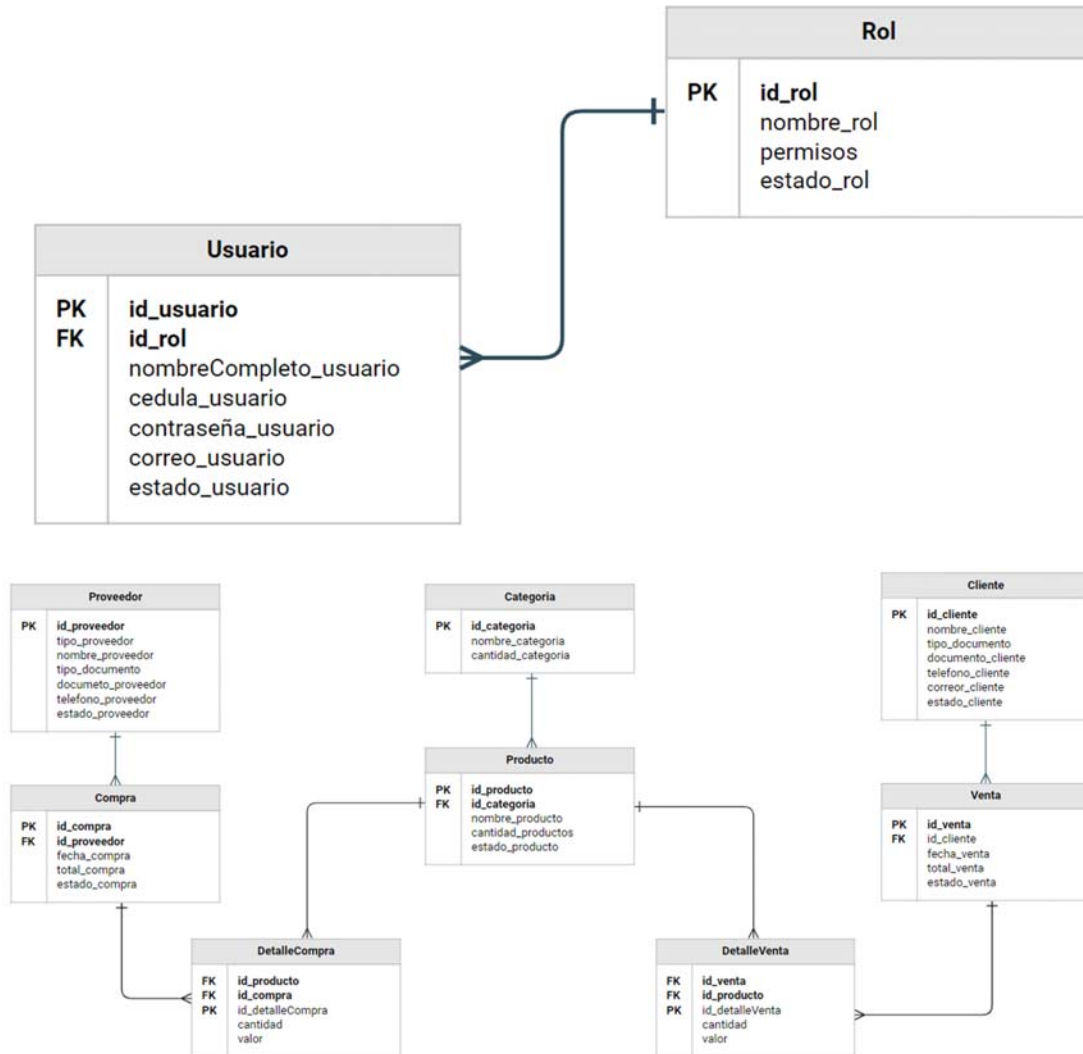 Rol
PK id_rol
nombre_rol
permisos
estado_rol
Usuario
PK id_usuario
FK id_rol
nombreCompleto_usuario
cedula_usuario
contraseña_usuario
correo_usuario
estado_usuario
Proveedor
PK id_proveedor
tipo_proveedor
nombre_proveedor
tipo_documento
documeto_proveedor
telefono_proveedor
estado_proveedor
Categoria
PK id_categoria
nombre_categoria
cantidad_categoria
Cliente
PK id_cliente
nombre_cliente
tipo_documento
documento_cliente
telefono_cliente
correor_cliente
estado_cliente
Compra
PK id_compra
FK id_proveedor
fecha_compra
total_compra
estado_compra
Producto
PK id_producto
FK id_categoria
nombre_producto
cantidad_productos
estado_producto
Venta
PK id_venta
FK id_cliente
fecha_venta
total_venta
estado_venta
DetalleCompra
FK id_producto
FK id_compra
PK id_detalleCompra
cantidad
valor
DetalleVenta
FK id_venta
FK id_producto
PK id_detalleVenta
cantidad
valor